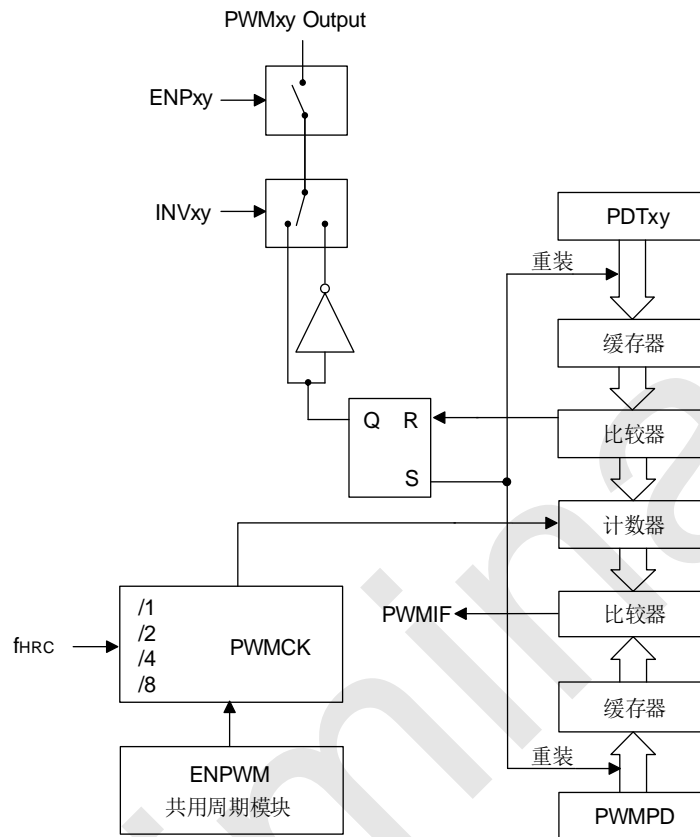 PWMxy Output
ENPxy
INVxy
PDTxy
重装
缓存器
Q R
比较器
S
计数器
/1
/2
/4
/8
PWMCK
fHRC
PWMIF
比较器
缓存器
ENPWM
共用周期模块
重装
PWMPD